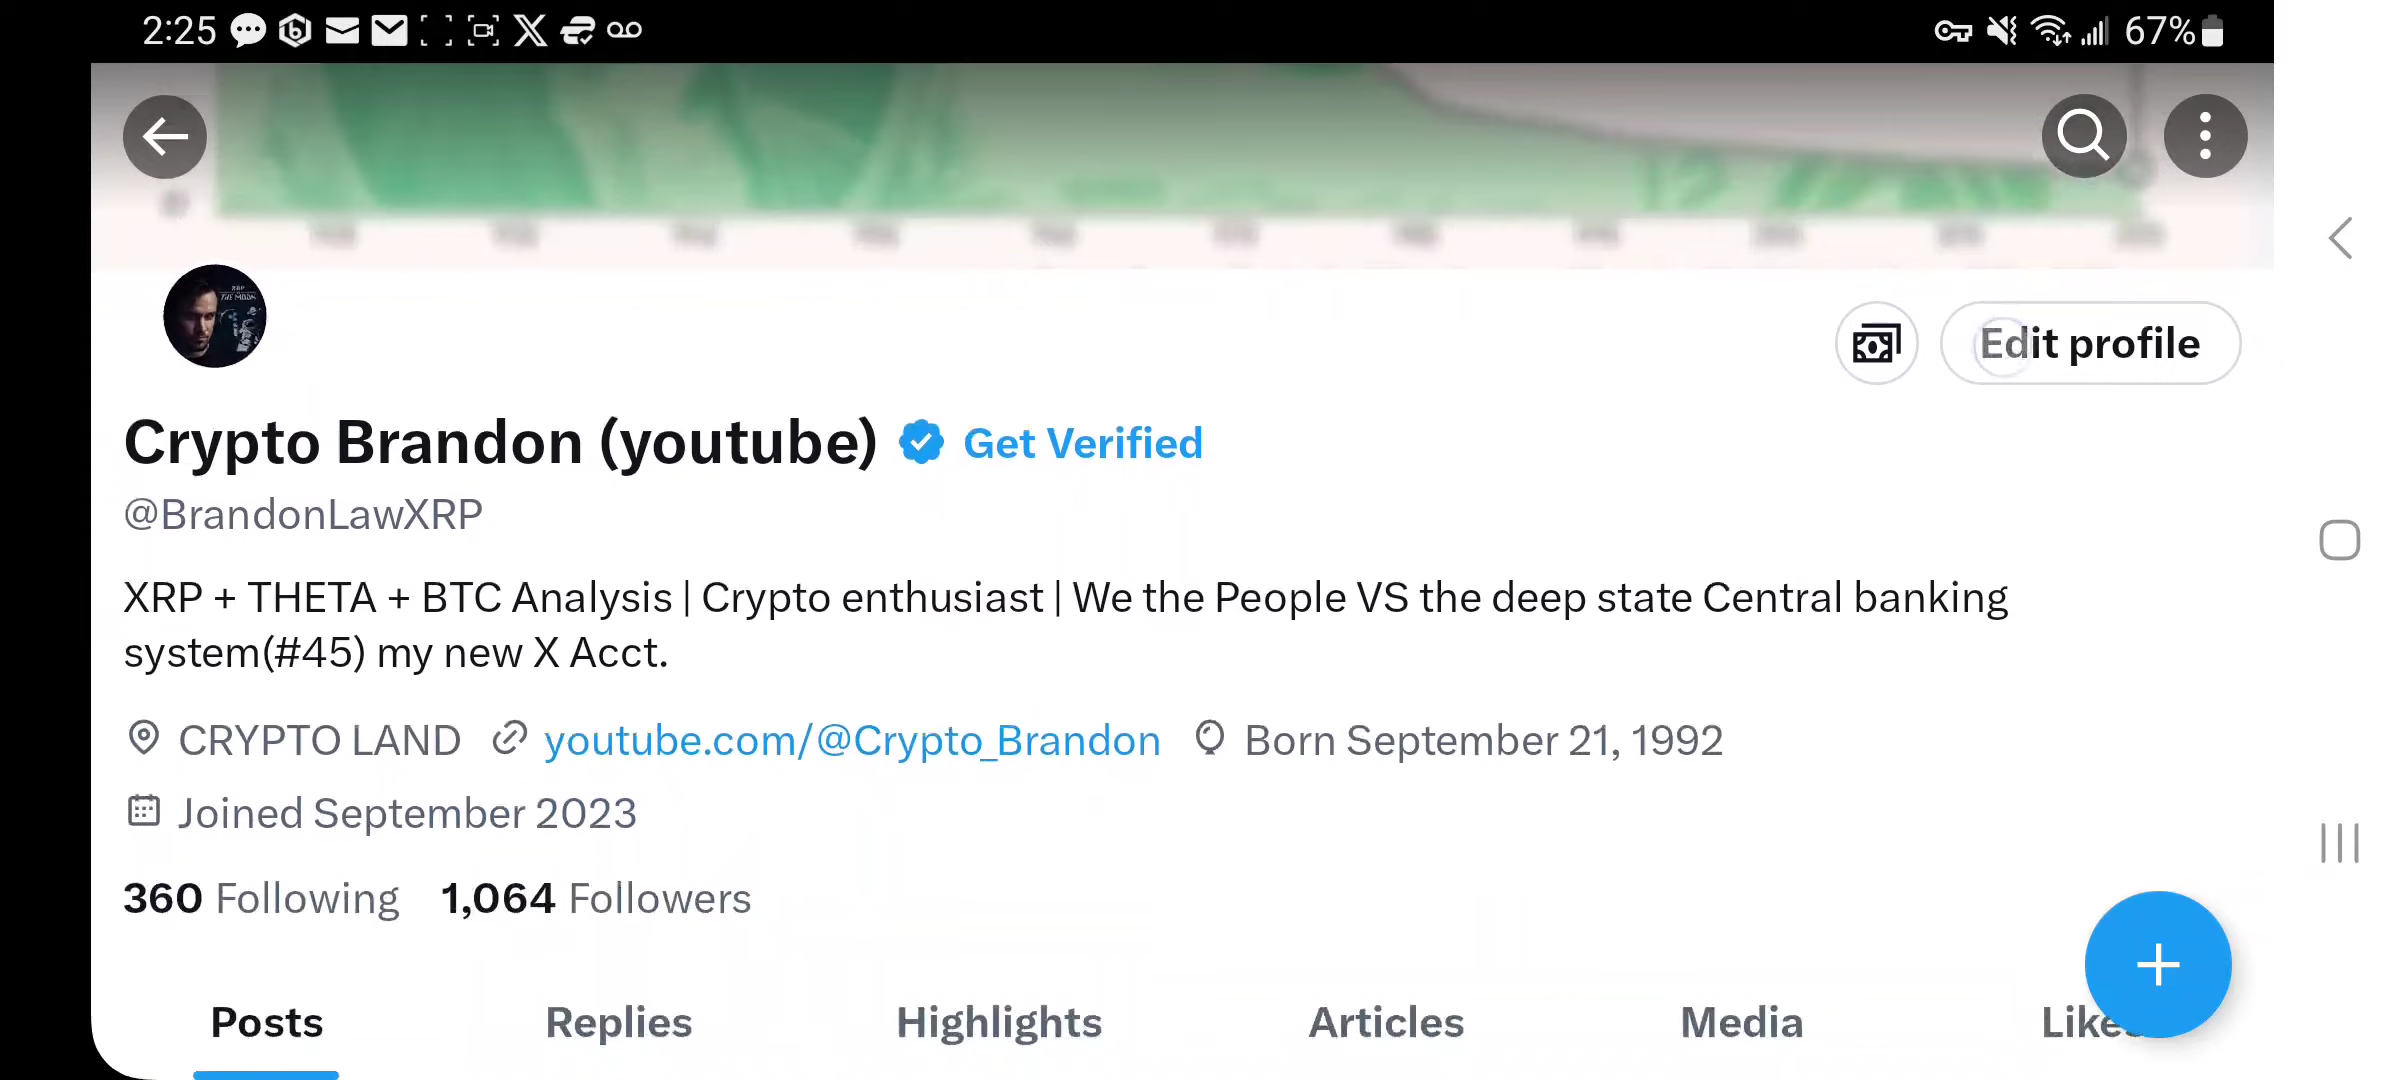 2:25
67%
Edit profile
Crypto Brandon (youtube) Get Verified
@BrandonLawXRP
XRP + THETA + BTC Analysis | Crypto enthusiast | We the People VS the deep state Central banking
system(#45) my new X Acct.
CRYPTO LAND youtube.com/@Crypto_Brandon Born September 21, 1992
Joined September 2023
360 Following 1,064 Followers
Posts Replies Highlights Articles Media Likes